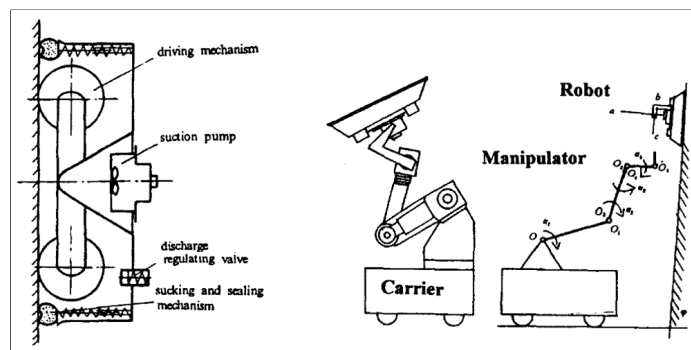 driving mechanism
suction pump
discharge
regulating valve
sucking and sealing
mechanism
Robot
Manipulator
Carrier
a
b
c
O